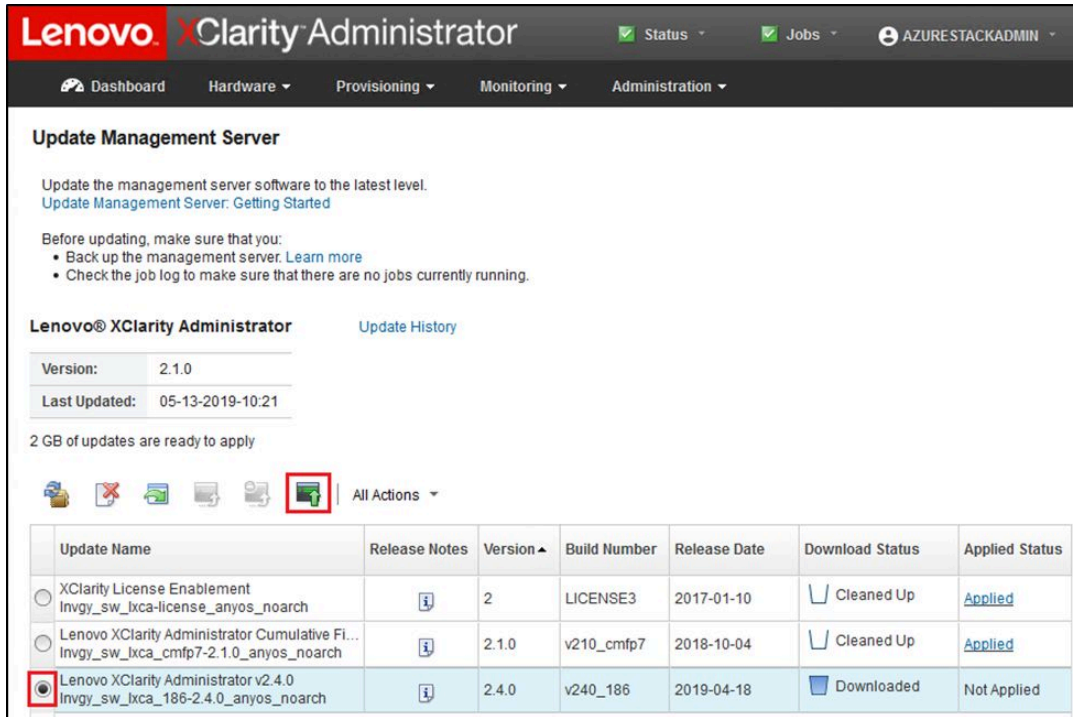 Lenovo. XClarity Administrator
Status
Jobs
AZURESTACKADMIN
Dashboard
Hardware
Provisioning
Monitoring
Administration
Update Management Server
Update the management server software to the latest level.
Update Management Server: Getting Started
Before updating, make sure that you:
• Back up the management server. Learn more
• Check the job log to make sure that there are no jobs currently running.
Lenovo® XClarity Administrator
Update History
Version: 2.1.0
Last Updated: 05-13-2019-10:21
2 GB of updates are ready to apply
All Actions
Update Name Release Notes Version Build Number Release Date Download Status Applied Status
XClarity License Enablement
lnvgy_sw_lxca-license_anyos_noarch
2 LICENSE3 2017-01-10 Cleaned Up Applied
Lenovo XClarity Administrator Cumulative Fi...
lnvgy_sw_lxca_cmfp7-2.1.0_anyos_noarch
2.1.0 v210_cmfp7 2018-10-04 Cleaned Up Applied
Lenovo XClarity Administrator v2.4.0
lnvgy_sw_lxca_186-2.4.0_anyos_noarch
2.4.0 v240_186 2019-04-18 Downloaded Not Applied